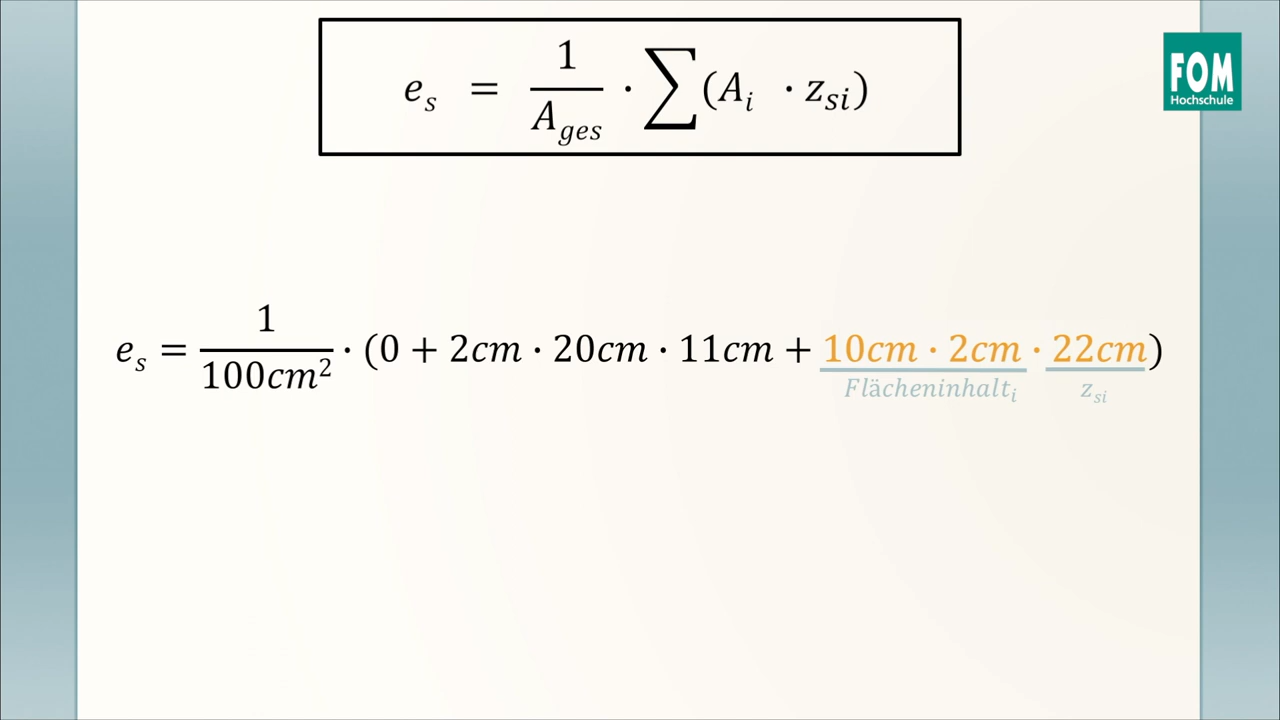 e_s = 1/A_ges · ∑(A_i · z_si)
FOM
Hochschule
e_s = 1/100cm² · (0 + 2cm · 20cm · 11cm + 10cm · 2cm · 22cm)
Flächeninhalt_i z_si